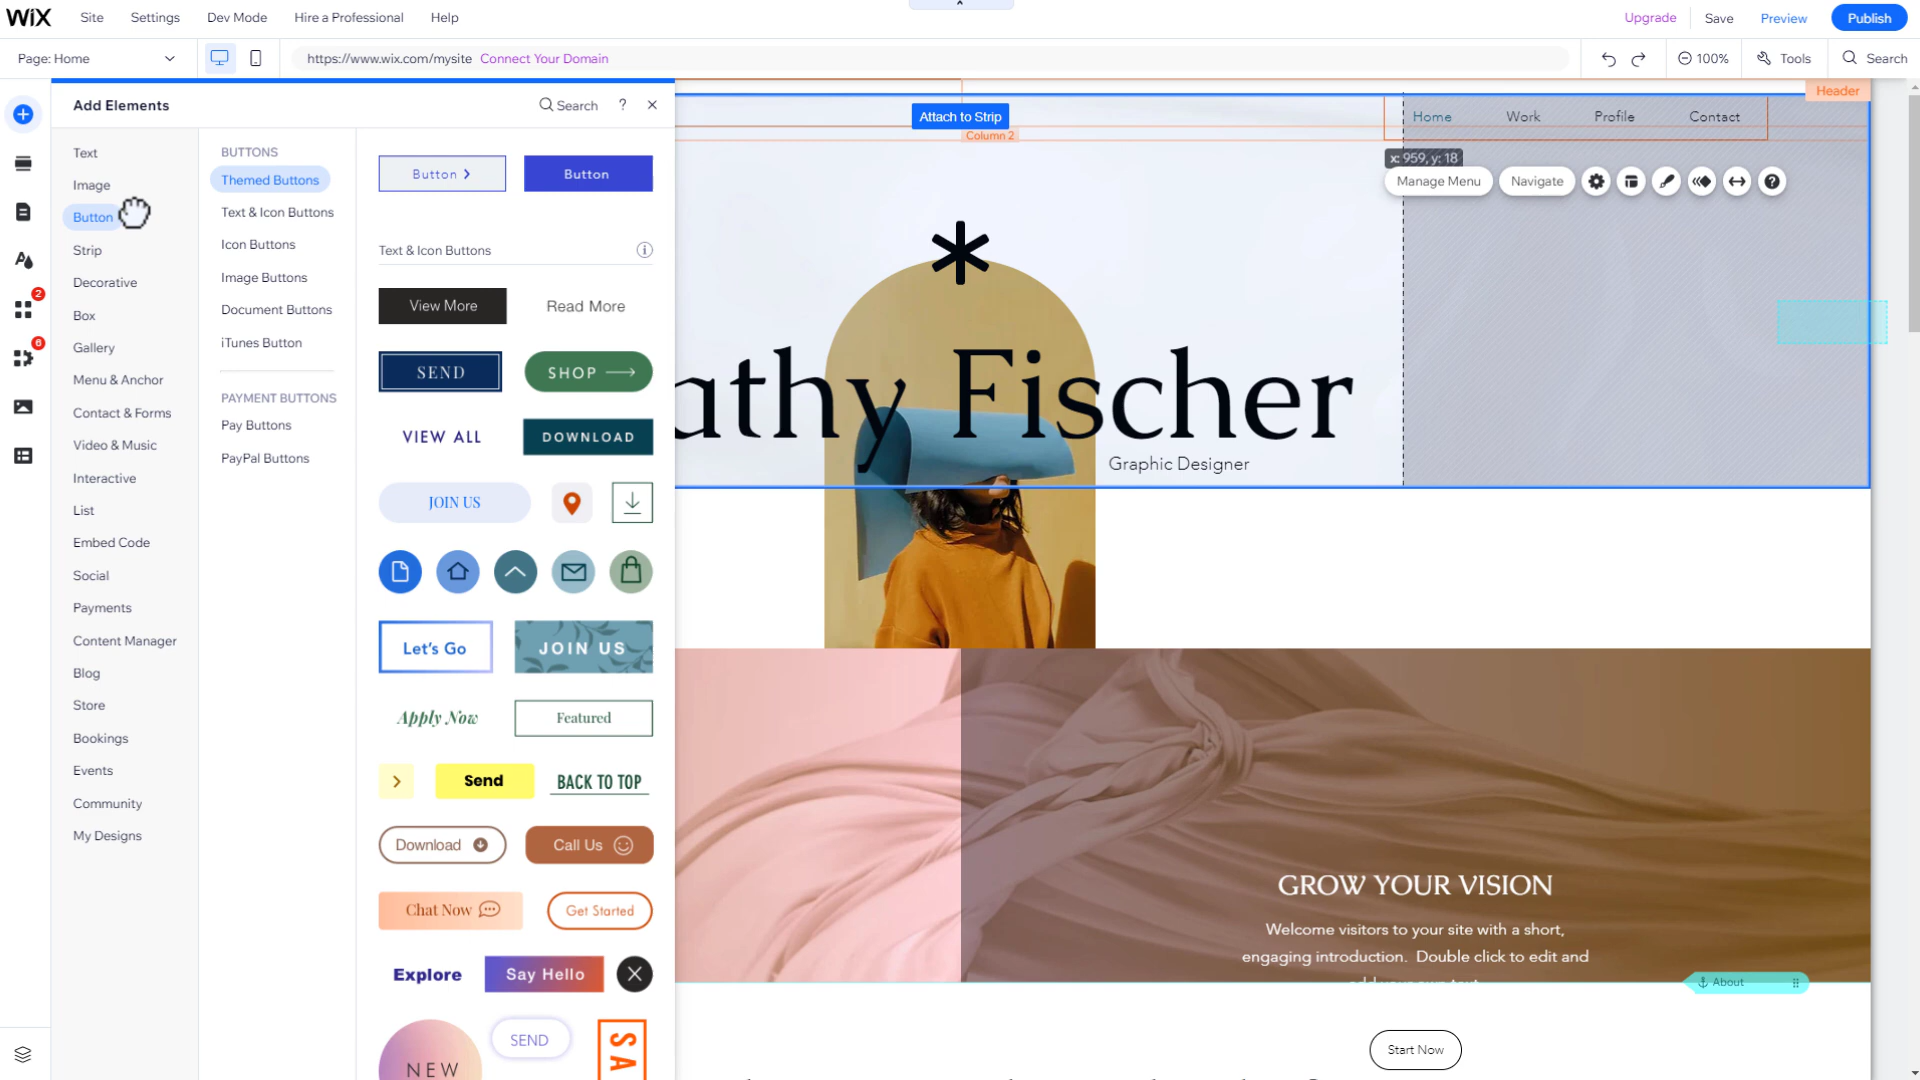 WiX
Site
Settings
Dev Mode
Hire a Professional
Help
Upgrade
Save
Preview
Publish
Page: Home
https://www.wix.com/mysite
Connect Your Domain
100%
Tools
Search
Add Elements
Search
?
Text
Image
Button
Strip
Decorative
Box
Gallery
Menu & Anchor
Contact & Forms
Video & Music
Interactive
List
Embed Code
Social
Payments
Content Manager
Blog
Store
Bookings
Events
Community
My Designs
2
6
BUTTONS
Themed Buttons
Text & Icon Buttons
Icon Buttons
Image Buttons
Document Buttons
iTunes Button
PAYMENT BUTTONS
Pay Buttons
PayPal Buttons
Button
Button
Text & Icon Buttons
View More
Read More
SEND
SHOP
VIEW ALL
DOWNLOAD
JOIN US
Let's Go
JOIN US
Apply Now
Featured
Send
BACK TO TOP
Download
Call Us
Chat Now
Get Started
Explore
Say Hello
NEW
SEND
SA
Header
Attach to Strip
Column 2
Home
Work
Profile
Contact
x: 959, y: 18
Manage Menu
Navigate
?
athy Fischer
Graphic Designer
GROW YOUR VISION
Welcome visitors to your site with a short,
engaging introduction. Double click to edit and
add your own text.
About
Start Now